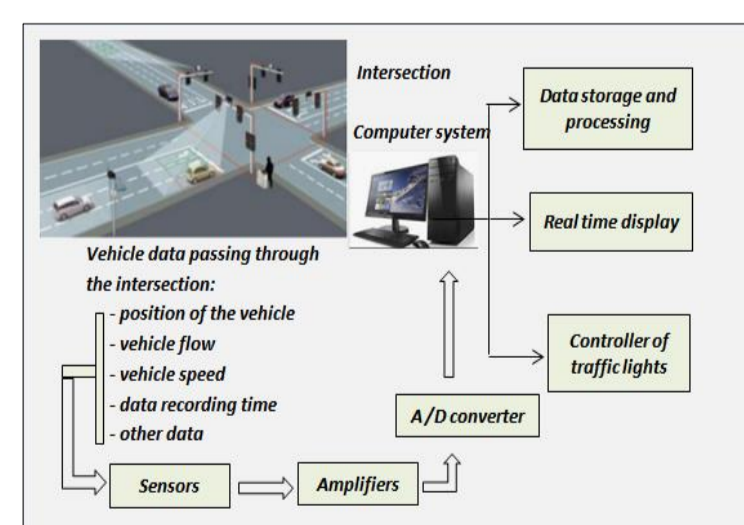 Intersection
Computer system
Data storage and
processing
Real time display
Controller of
traffic lights
Vehicle data passing through
the intersection:
- position of the vehicle
- vehicle flow
- vehicle speed
- data recording time
- other data
A/D converter
Sensors
Amplifiers